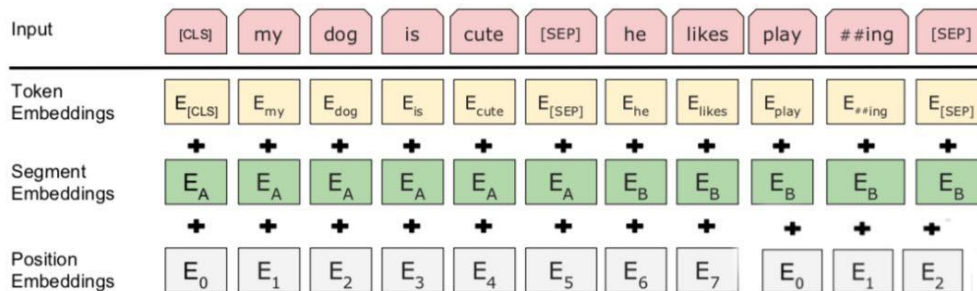 Input [CLS] my dog is cute [SEP] he likes play ##ing [SEP]
Token Embeddings E[CLS] Emy Edog Eis Ecute E[SEP] Ehe Elikes Eplay E##ing E[SEP]
+ + + + + + + + + + +
Segment Embeddings EA EA EA EA EA EA EB EB EB EB EB
+ + + + + + + + + + +
Position Embeddings E0 E1 E2 E3 E4 E5 E6 E7 E0 E1 E2